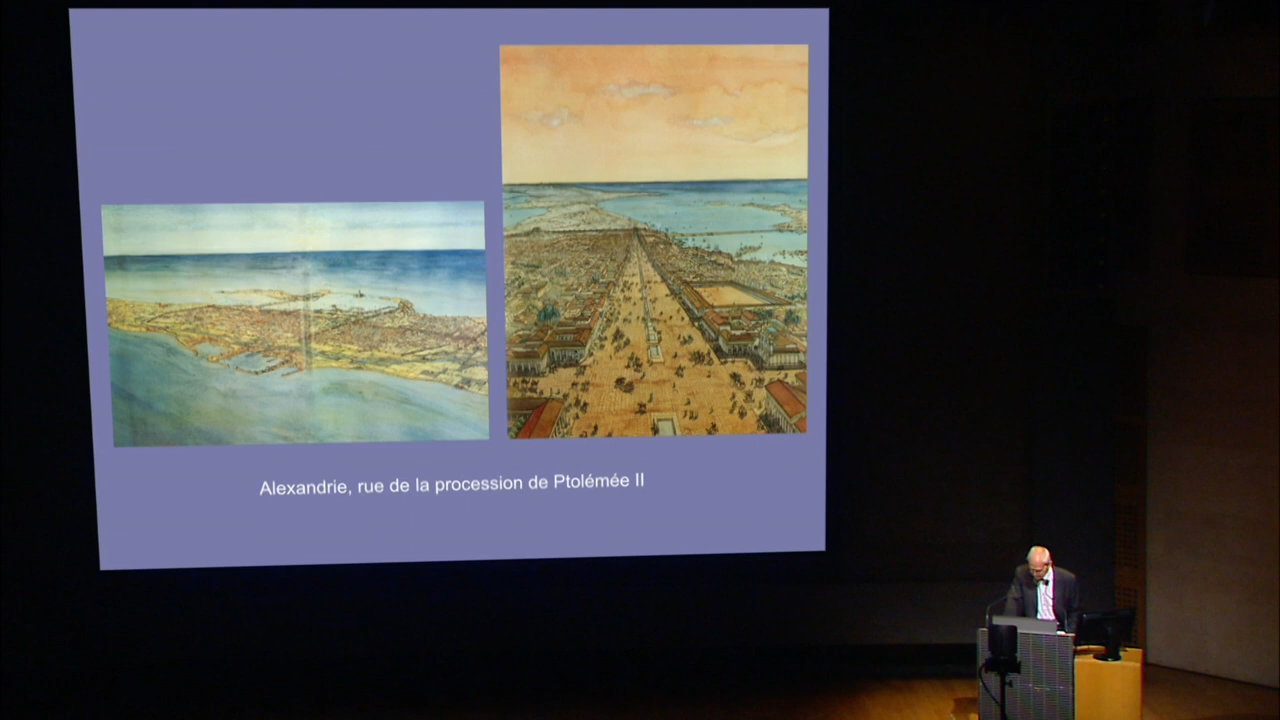 Alexandrie, rue de la procession de Ptolémée II